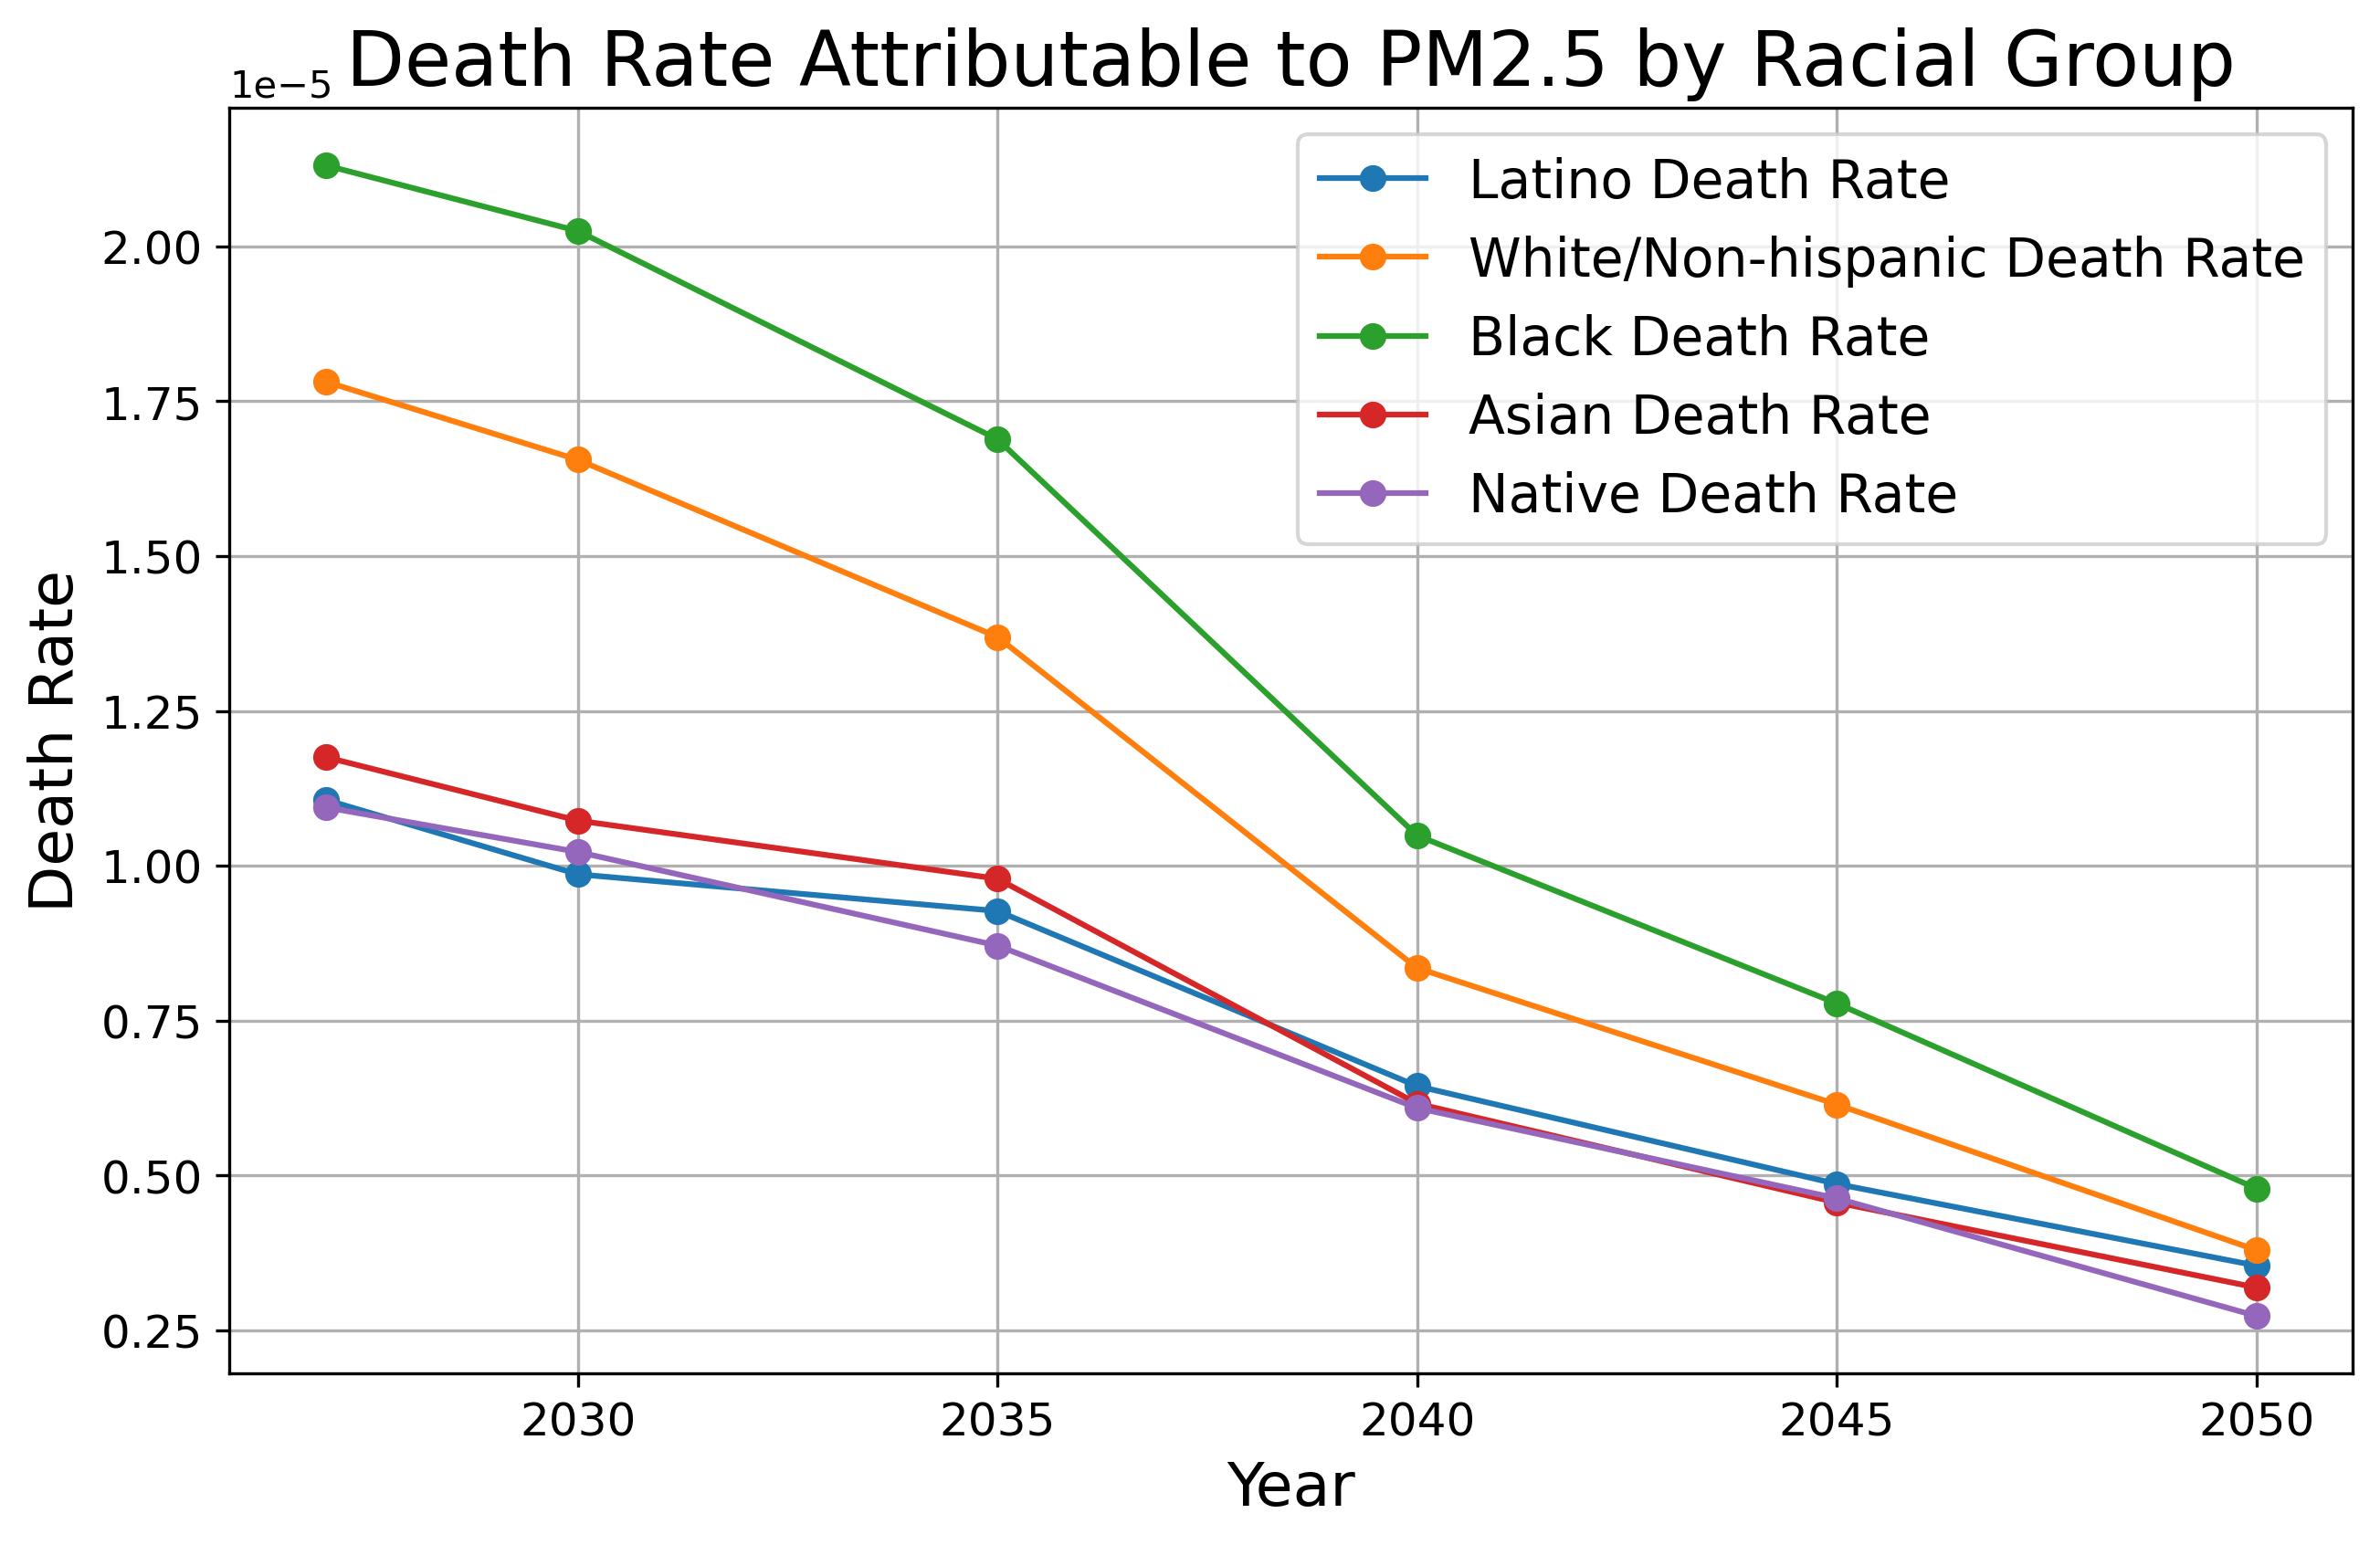 Death Rate Attributable to PM2.5 by Racial Group
1e−5
Latino Death Rate
White/Non-hispanic Death Rate
Black Death Rate
Asian Death Rate
Native Death Rate
2.00
1.75
1.50
1.25
1.00
0.75
0.50
0.25
Death Rate
2030
2035
2040
2045
2050
Year